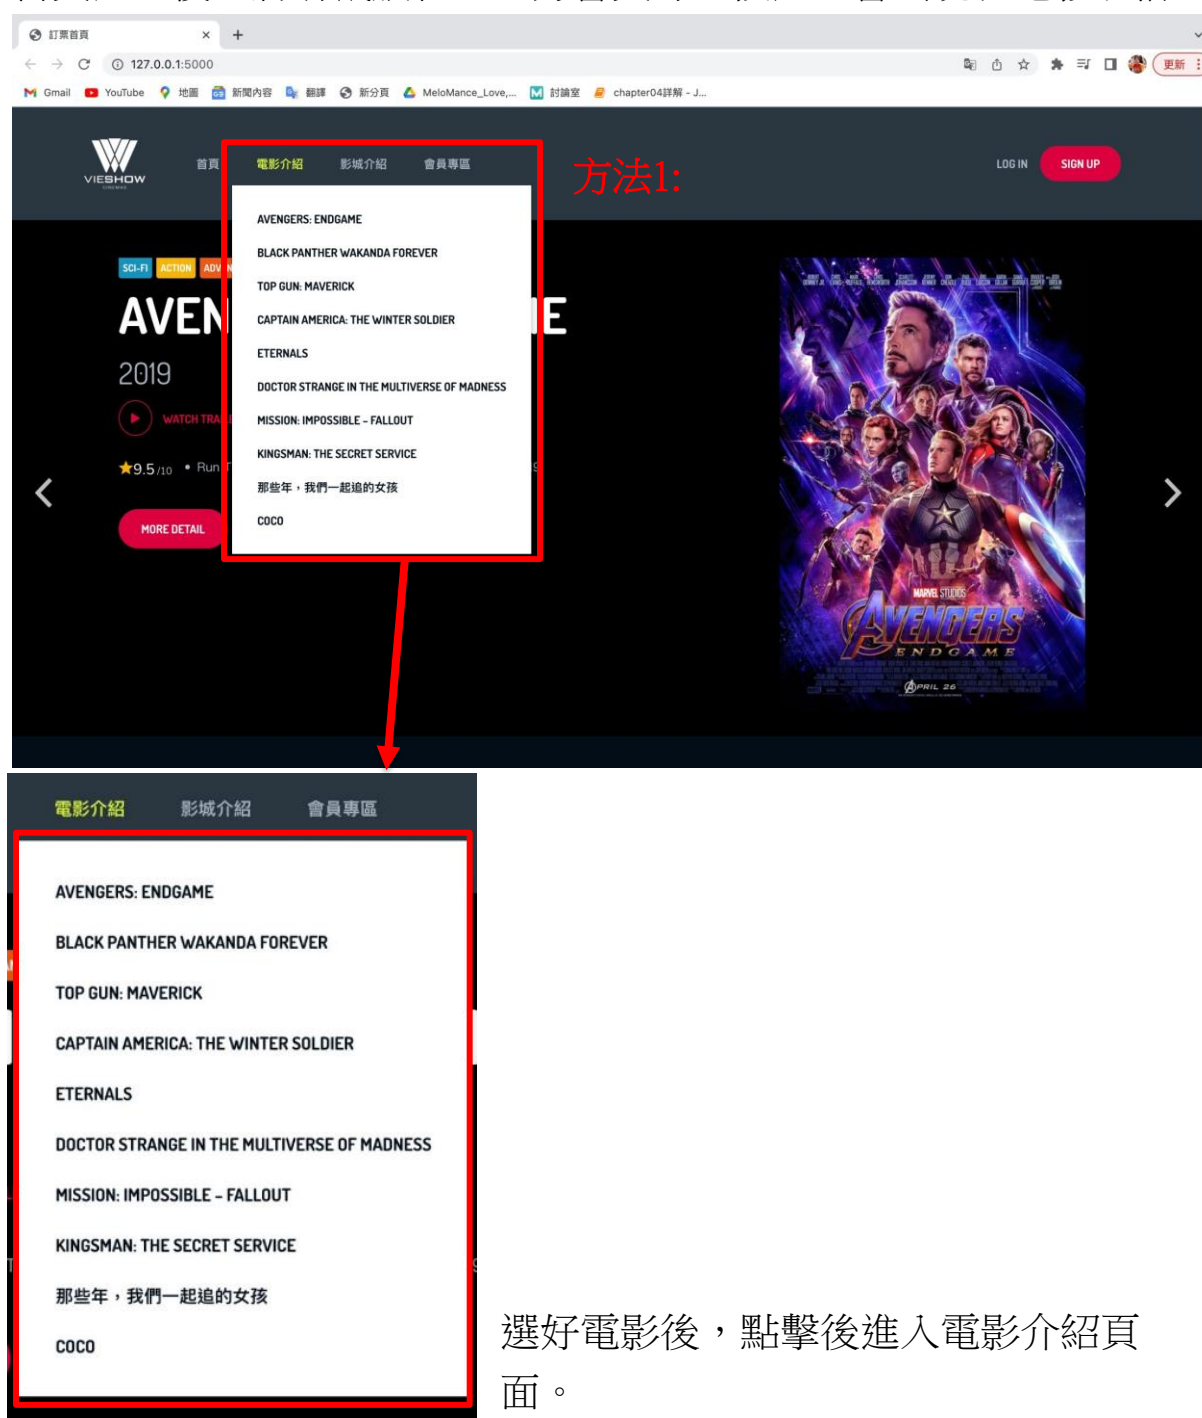 訂票首頁
127.0.0.1:5000
更新
Gmail YouTube 地圖 新聞內容 翻譯 新分頁 MeloMance_Love,... 討論室 chapter04詳解 - J...
VIESHOW
CINEMAS
首頁 電影介紹 影城介紹 會員專區
方法1:
LOG IN SIGN UP
AVENGERS: ENDGAME
BLACK PANTHER WAKANDA FOREVER
TOP GUN: MAVERICK
CAPTAIN AMERICA: THE WINTER SOLDIER
ETERNALS
DOCTOR STRANGE IN THE MULTIVERSE OF MADNESS
MISSION: IMPOSSIBLE – FALLOUT
KINGSMAN: THE SECRET SERVICE
那些年，我們一起追的女孩
COCO
SCI-FI ACTION
AVEN E
2019
WATCH
★9.5/10 • Run
MORE DETAIL
MARVEL STUDIOS
AVENGERS
ENDGAME
APRIL 26
電影介紹 影城介紹 會員專區
AVENGERS: ENDGAME
BLACK PANTHER WAKANDA FOREVER
TOP GUN: MAVERICK
CAPTAIN AMERICA: THE WINTER SOLDIER
ETERNALS
DOCTOR STRANGE IN THE MULTIVERSE OF MADNESS
MISSION: IMPOSSIBLE – FALLOUT
KINGSMAN: THE SECRET SERVICE
那些年，我們一起追的女孩
COCO
選好電影後，點擊後進入電影介紹頁
面。